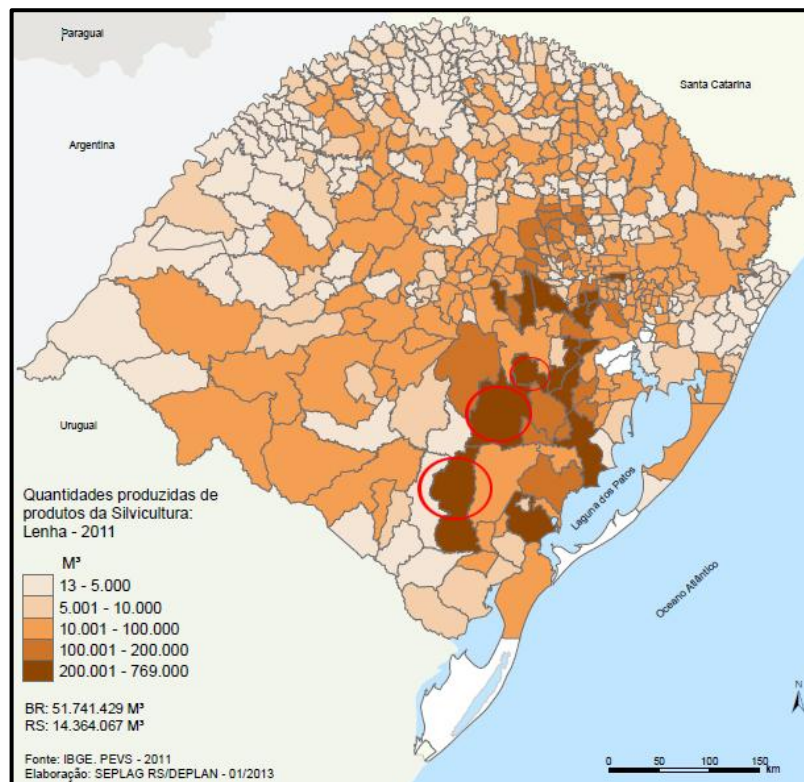 Paraguai
Santa Catarina
Argentina
Uruguai
Laguna dos Patos
Oceano Atlântico
Quantidades produzidas de
produtos da Silvicultura:
Lenha - 2011
M³
13 - 5.000
5.001 - 10.000
10.001 - 100.000
100.001 - 200.000
200.001 - 769.000
BR: 51.741.429 M³
RS: 14.364.067 M³
Fonte: IBGE. PEVS - 2011
Elaboração: SEPLAG RS/DEPLAN - 01/2013
N
0 50 100 150
km